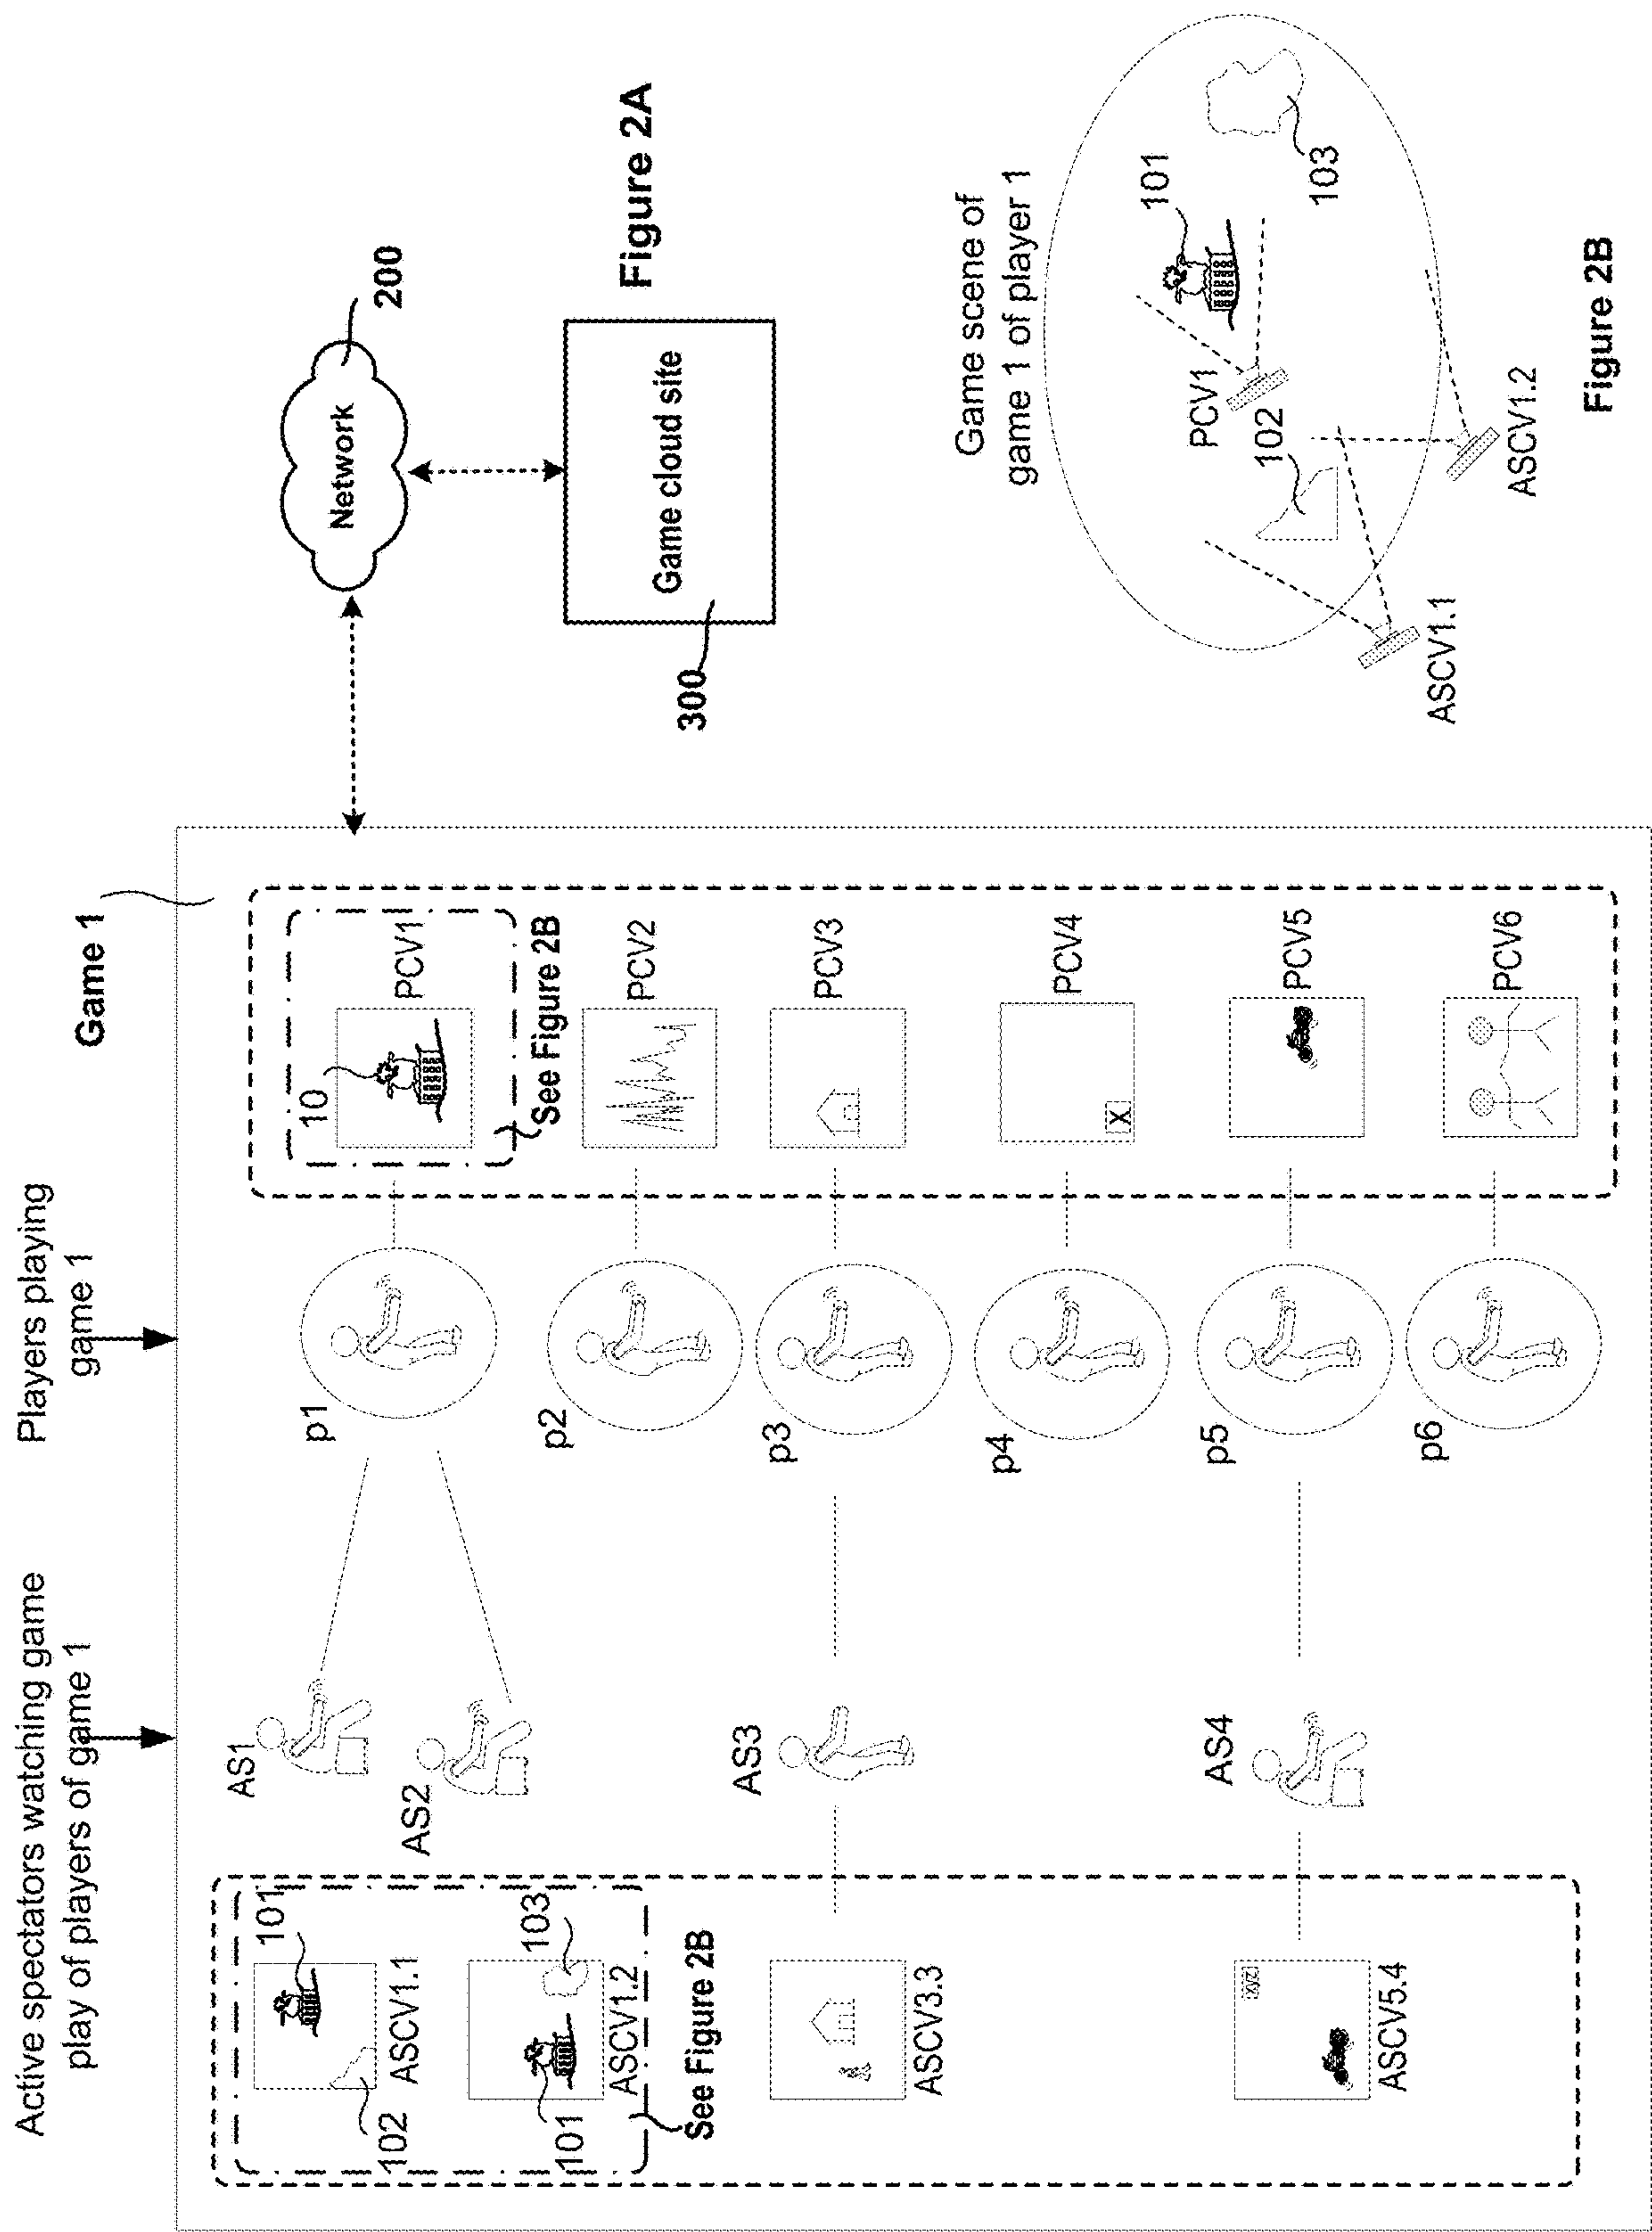 Active spectators watching game
play of players of game 1
Players playing
game 1
Game 1
101
102
ASCV1.1
103
101
ASCV1.2
See Figure 2B
ASCV3.3
ASCV5.4
AS1
AS2
AS3
AS4
p1
p2
p3
p4
p5
p6
10
PCV1
See Figure 2B
PCV2
PCV3
X
PCV4
PCV5
PCV6
Network
200
Game cloud site
300
Figure 2A
Game scene of
game 1 of player 1
101
103
PCV1
102
ASCV1.1
ASCV1.2
Figure 2B